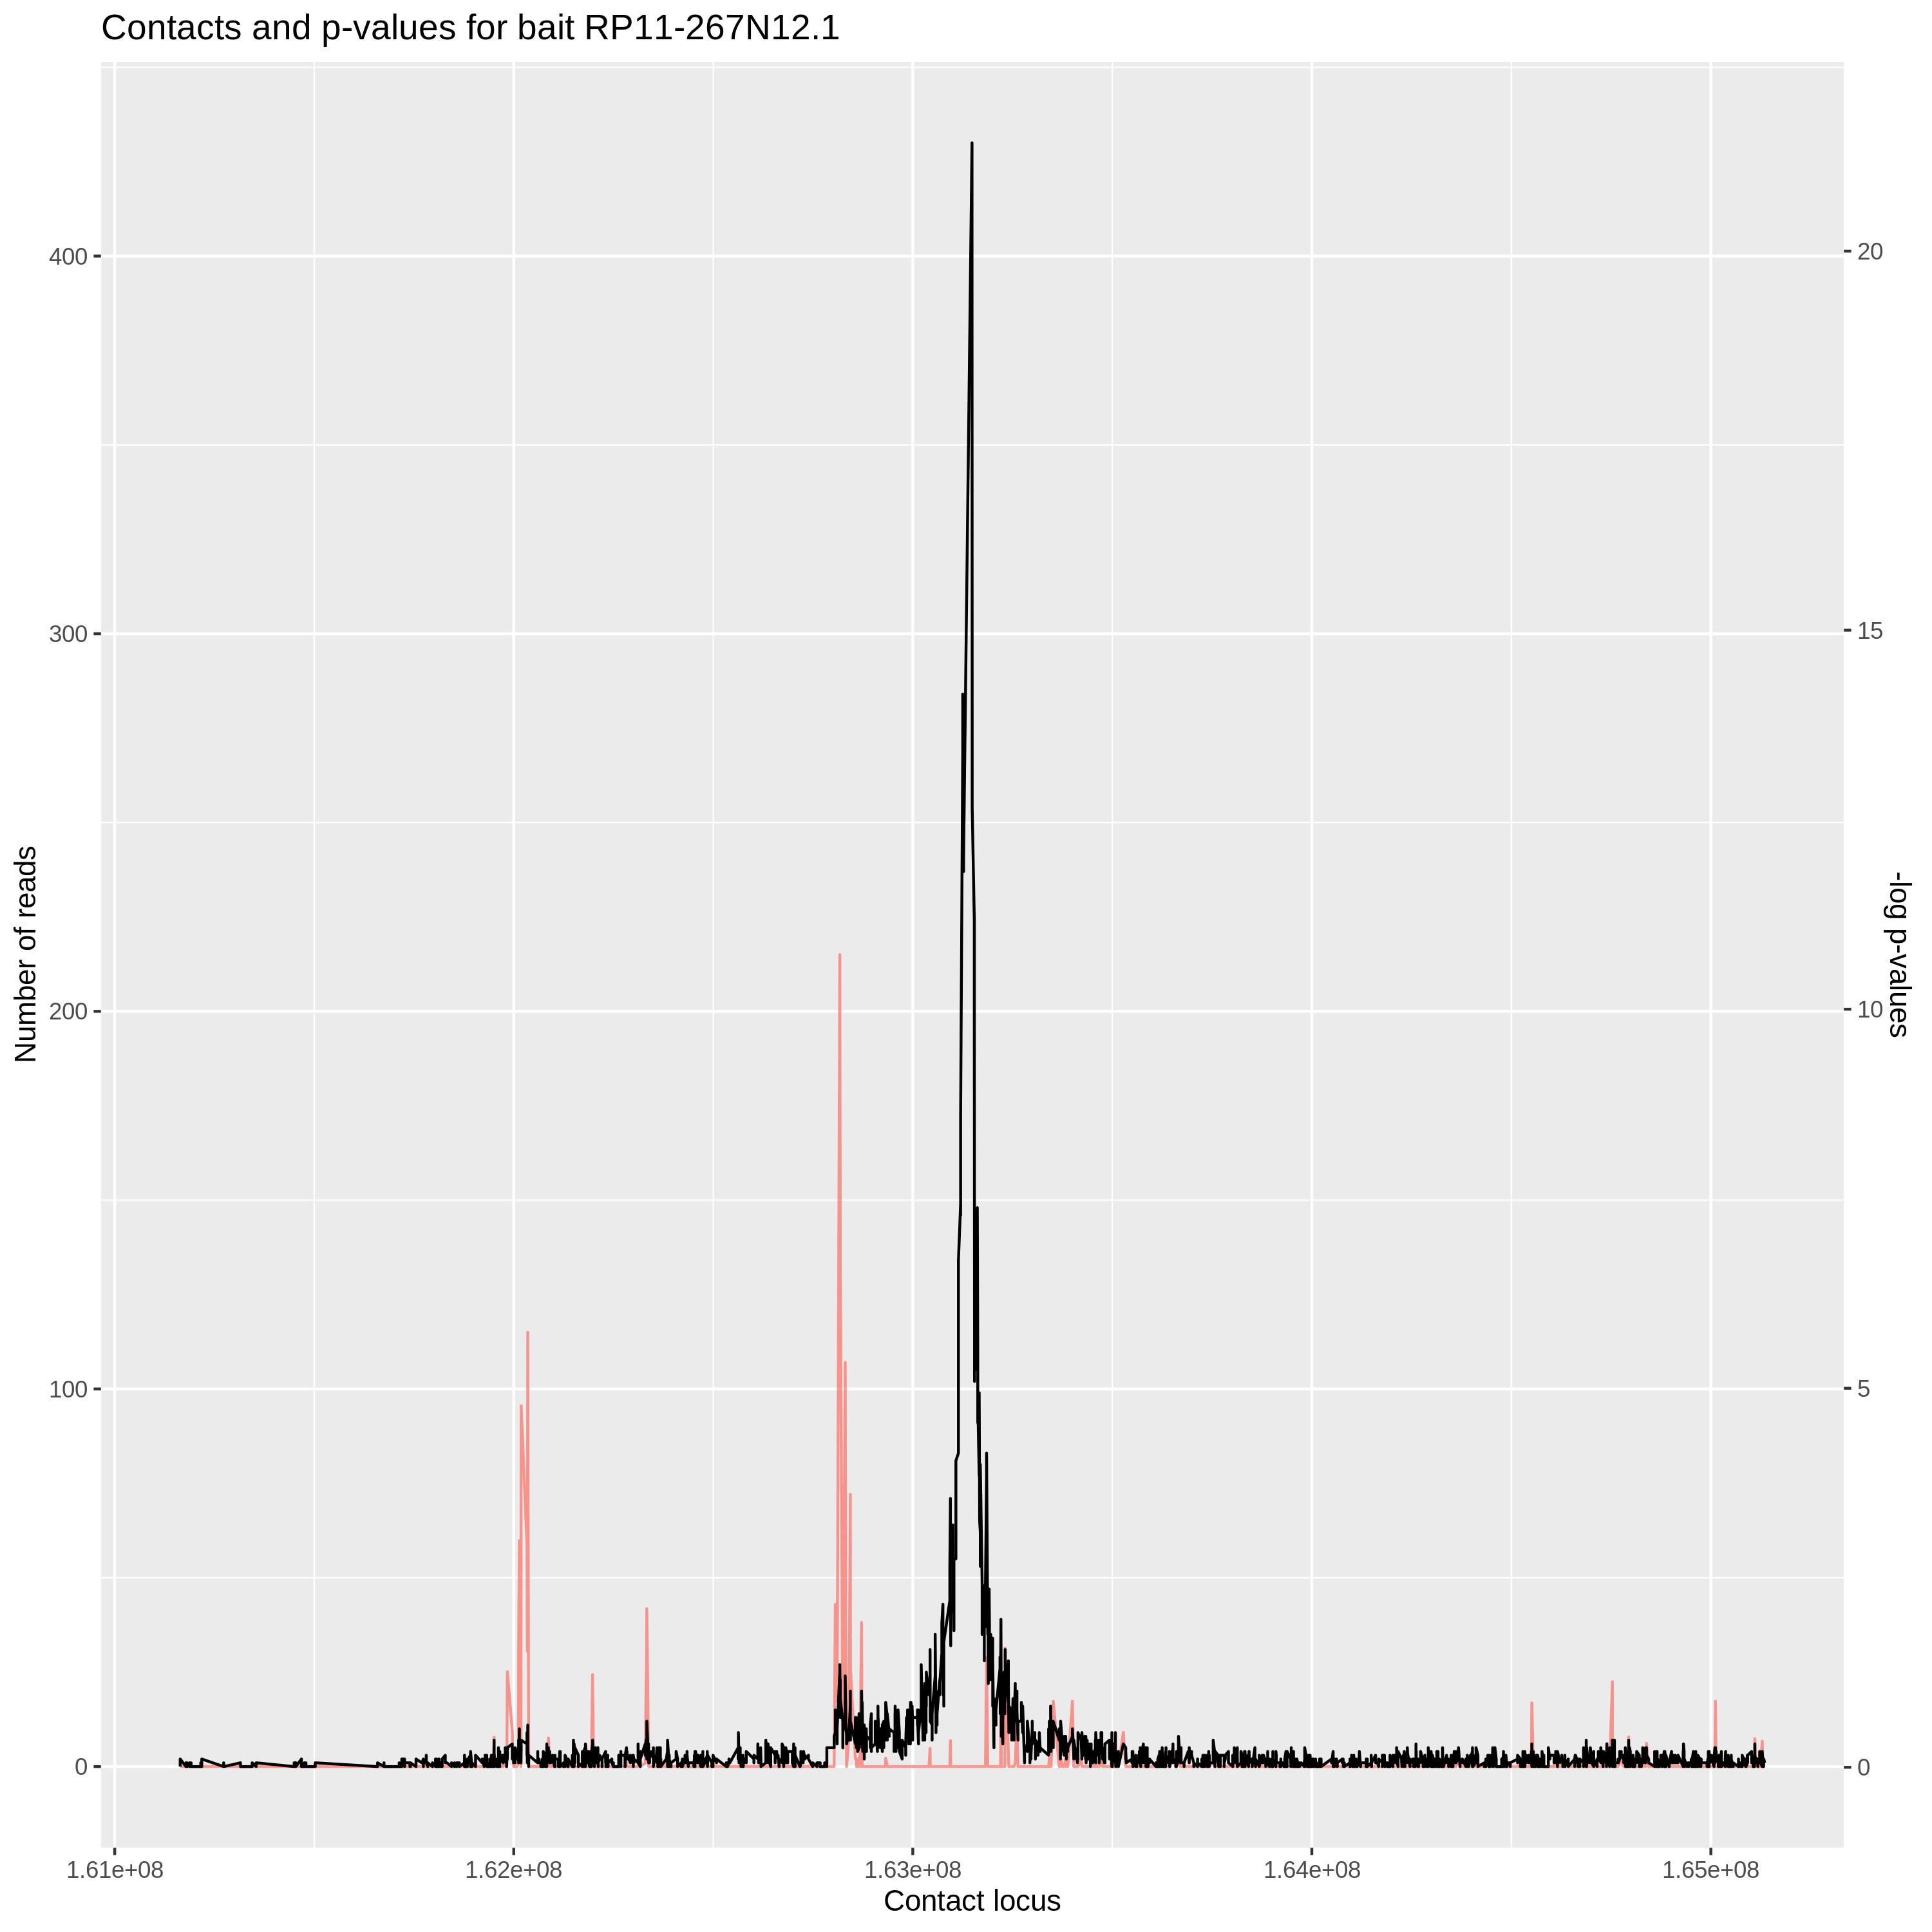 Contacts and p-values for bait RP11-267N12.1
400
300
200
100
0
Number of reads
20
15
10
5
0
-log p-values
1.61e+08
1.62e+08
1.63e+08
1.64e+08
1.65e+08
Contact locus